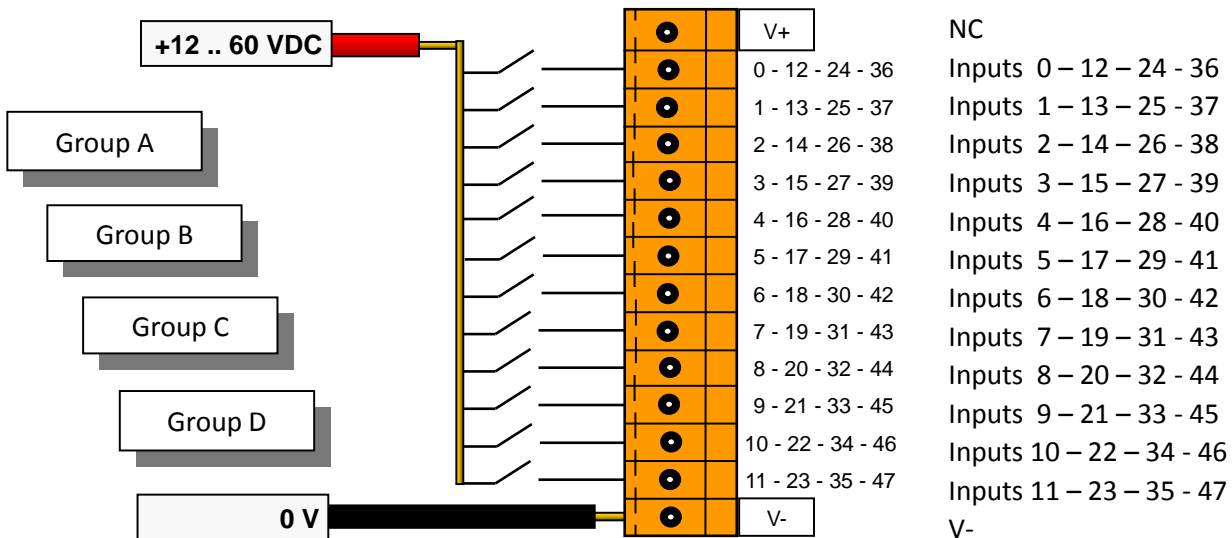 +12 .. 60 VDC
Group A
Group B
Group C
Group D
0 V
V+
0 - 12 - 24 - 36
1 - 13 - 25 - 37
2 - 14 - 26 - 38
3 - 15 - 27 - 39
4 - 16 - 28 - 40
5 - 17 - 29 - 41
6 - 18 - 30 - 42
7 - 19 - 31 - 43
8 - 20 - 32 - 44
9 - 21 - 33 - 45
10 - 22 - 34 - 46
11 - 23 - 35 - 47
V-
NC
Inputs 0 – 12 – 24 - 36
Inputs 1 – 13 – 25 - 37
Inputs 2 – 14 – 26 - 38
Inputs 3 – 15 – 27 - 39
Inputs 4 – 16 – 28 - 40
Inputs 5 – 17 – 29 - 41
Inputs 6 – 18 – 30 - 42
Inputs 7 – 19 – 31 - 43
Inputs 8 – 20 – 32 - 44
Inputs 9 – 21 – 33 - 45
Inputs 10 – 22 – 34 - 46
Inputs 11 – 23 – 35 - 47
V-